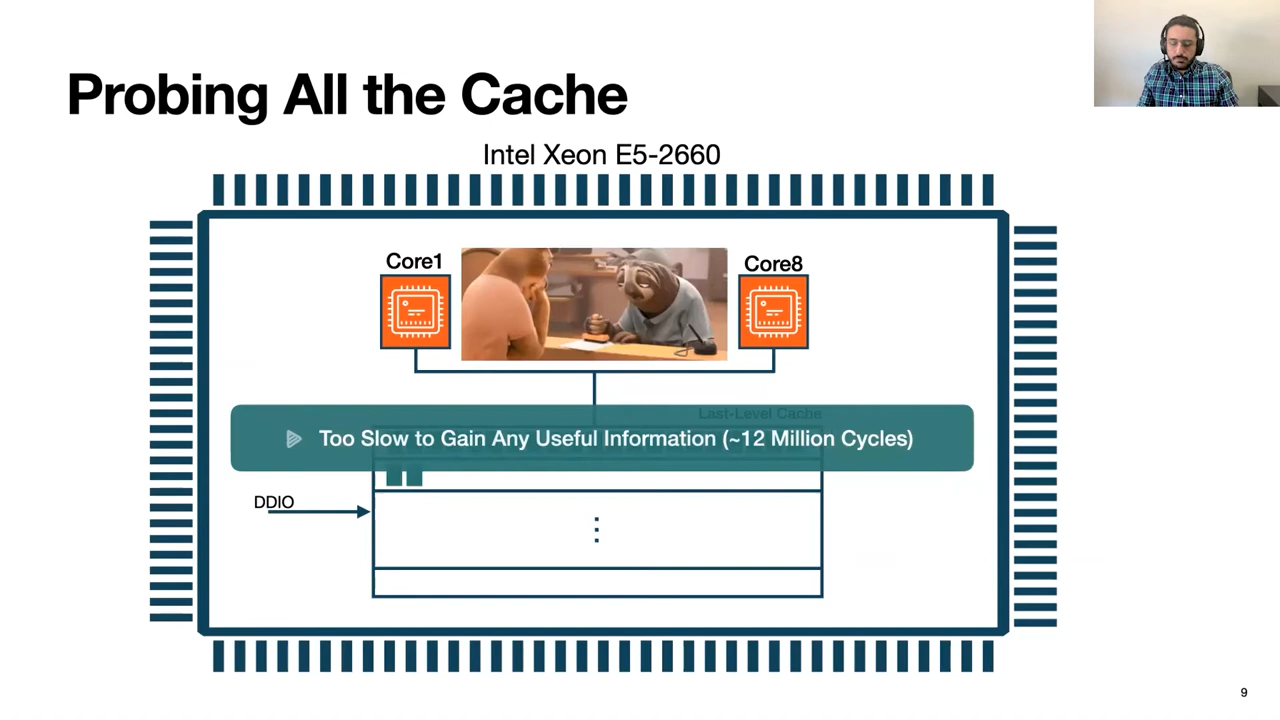 Probing All the Cache
Intel Xeon E5-2660
Core1
Core8
Last-Level Cache
Too Slow to Gain Any Useful Information (~12 Million Cycles)
DDIO
9